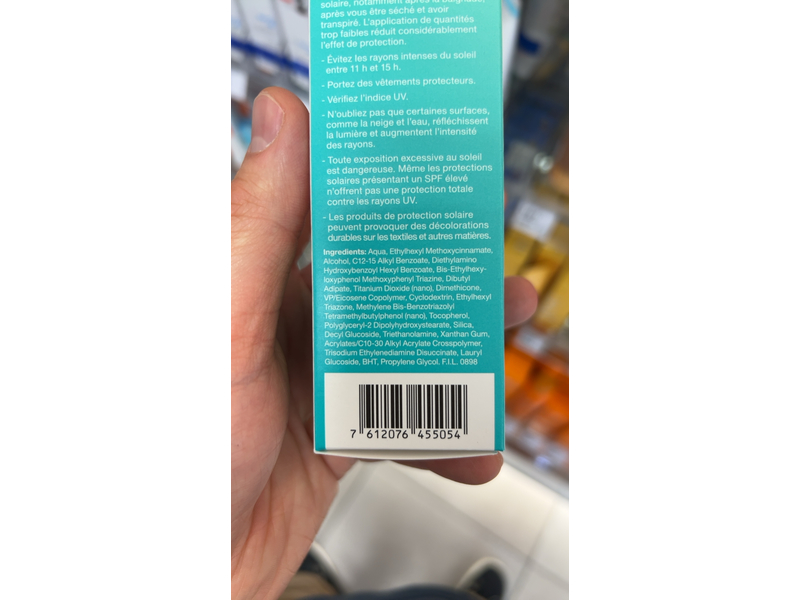 solaire, notamment après la baignade,
après vous être séché et avoir
transpiré. L'application de quantités
trop faibles réduit considérablement
l'effet de protection.
- Évitez les rayons intenses du soleil
entre 11 h et 15 h.
- Portez des vêtements protecteurs.
- Vérifiez l'indice UV.
- N'oubliez pas que certaines surfaces,
comme la neige et l'eau, réfléchissent
la lumière et augmentent l'intensité
des rayons.
- Toute exposition excessive au soleil
est dangereuse. Même les protections
solaires présentant un SPF élevé
n'offrent pas une protection totale
contre les rayons UV.
- Les produits de protection solaire
peuvent provoquer des décolorations
durables sur les textiles et autres matières.
Ingredients: Aqua, Ethylhexyl Methoxycinnamate,
Alcohol, C12-15 Alkyl Benzoate, Diethylamino
Hydroxybenzoyl Hexyl Benzoate, Bis-Ethylhexy-
loxyphenol Methoxyphenyl Triazine, Dibutyl
Adipate, Titanium Dioxide (nano), Dimethicone,
VP/Eicosene Copolymer, Cyclodextrin, Ethylhexyl
Triazone, Methylene Bis-Benzotriazolyl
Tetramethylbutylphenol (nano), Tocopherol,
Polyglyceryl-2 Dipolyhydroxystearate, Silica,
Decyl Glucoside, Triethanolamine, Xanthan Gum,
Acrylates/C10-30 Alkyl Acrylate Crosspolymer,
Trisodium Ethylenediamine Disuccinate, Lauryl
Glucoside, BHT, Propylene Glycol. F.I.L. 0898
7 612076 455054